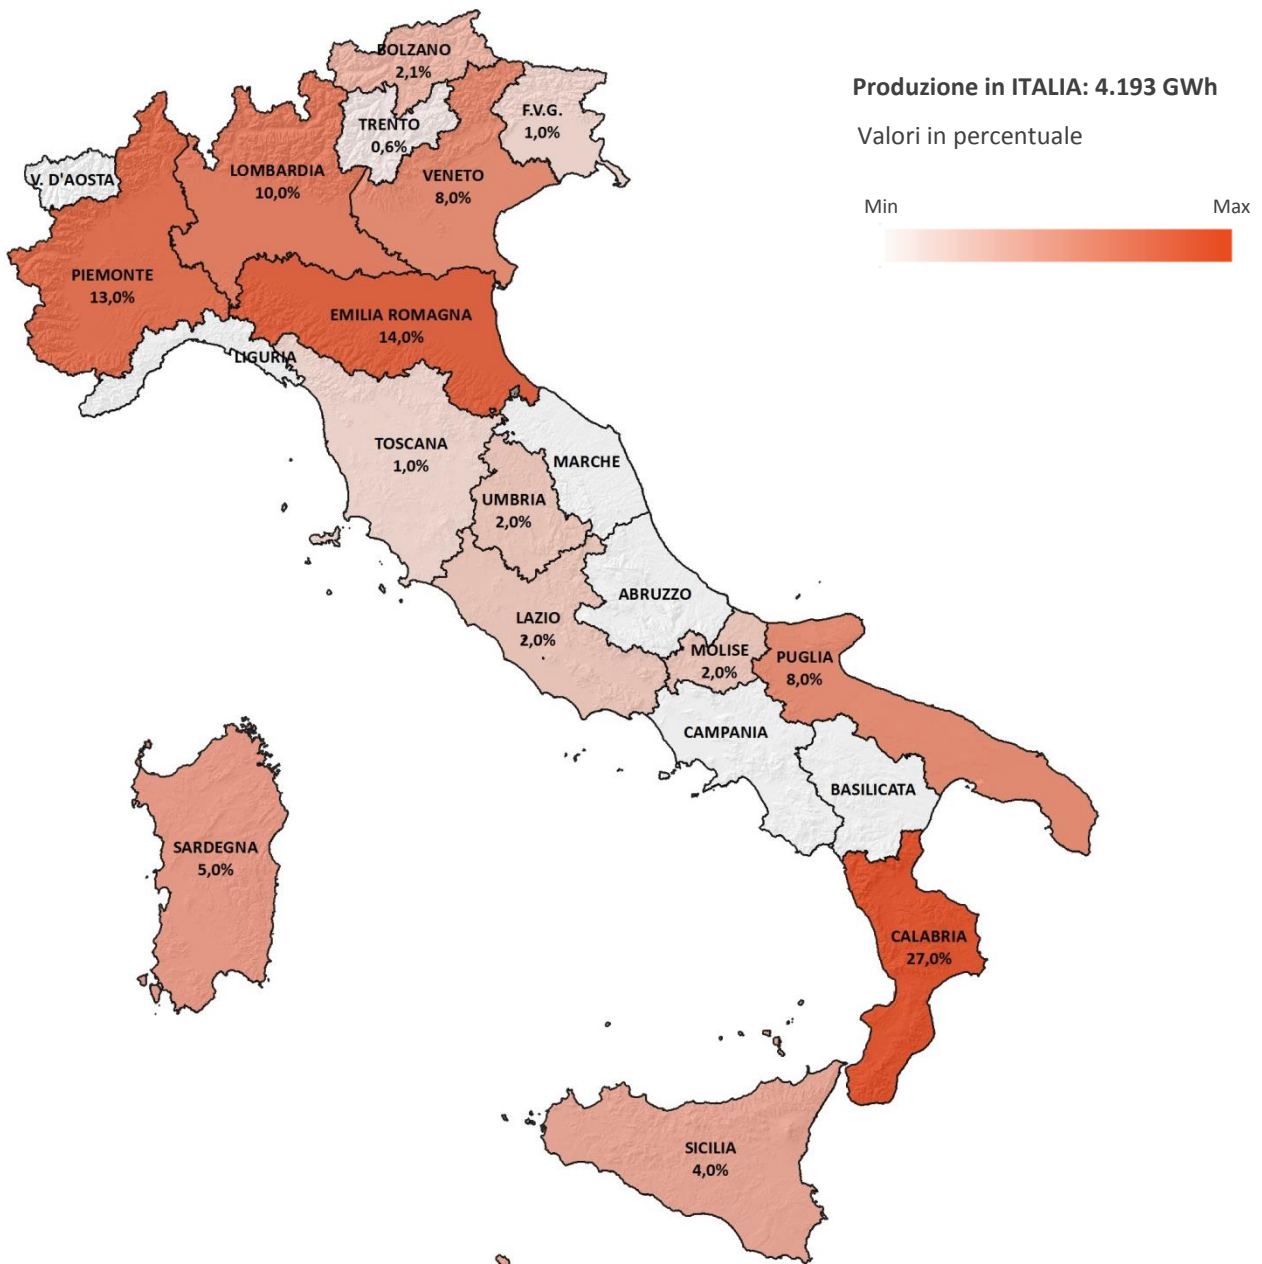 Produzione in ITALIA: 4.193 GWh
Valori in percentuale
Min
Max
BOLZANO
2,1%
TRENTO
0,6%
F.V.G.
1,0%
V. D'AOSTA
LOMBARDIA
10,0%
VENETO
8,0%
PIEMONTE
13,0%
EMILIA ROMAGNA
14,0%
LIGURIA
TOSCANA
1,0%
MARCHE
UMBRIA
2,0%
ABRUZZO
LAZIO
2,0%
MOLISE
2,0%
PUGLIA
8,0%
CAMPANIA
BASILICATA
SARDEGNA
5,0%
CALABRIA
27,0%
SICILIA
4,0%